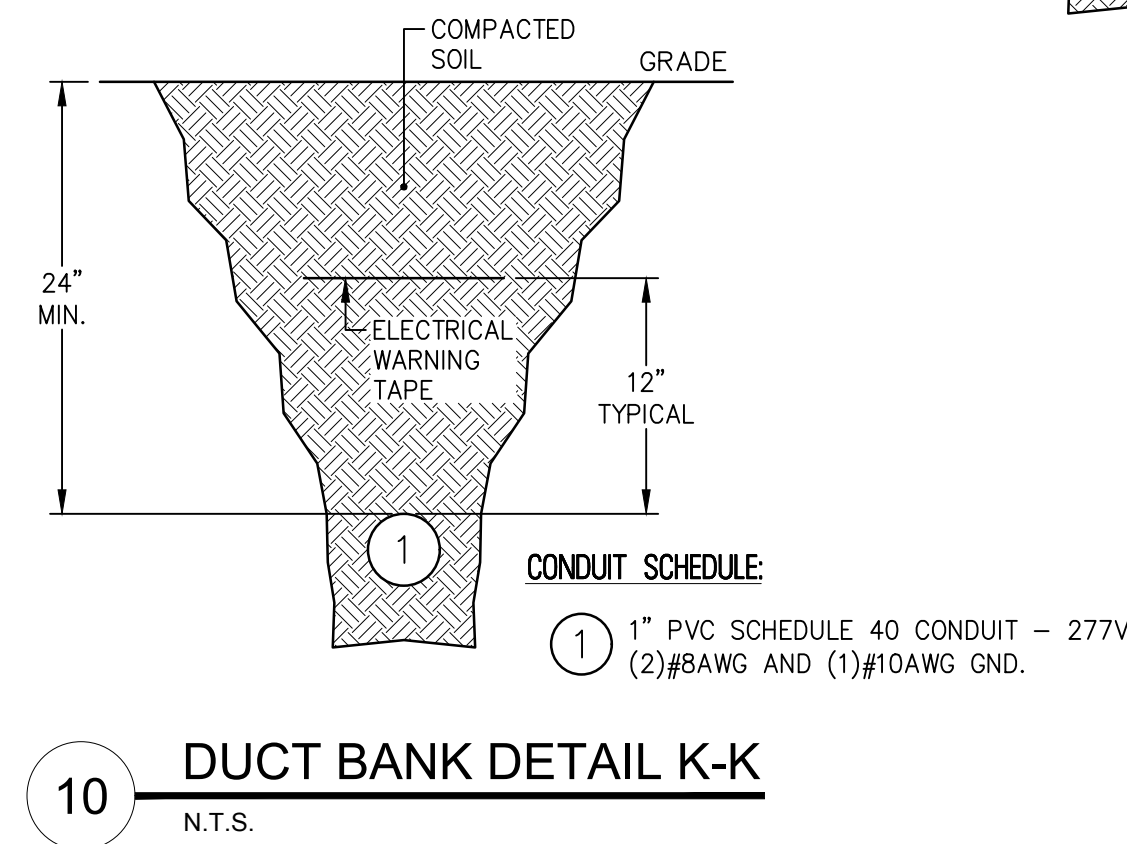 COMPACTED
SOIL
GRADE
24”
MIN.
ELECTRICAL
WARNING
TAPE
12”
TYPICAL
1
CONDUIT SCHEDULE:
1 1” PVC SCHEDULE 40 CONDUIT – 277V
(2)#8AWG AND (1)#10AWG GND.
10 DUCT BANK DETAIL K-K
N.T.S.